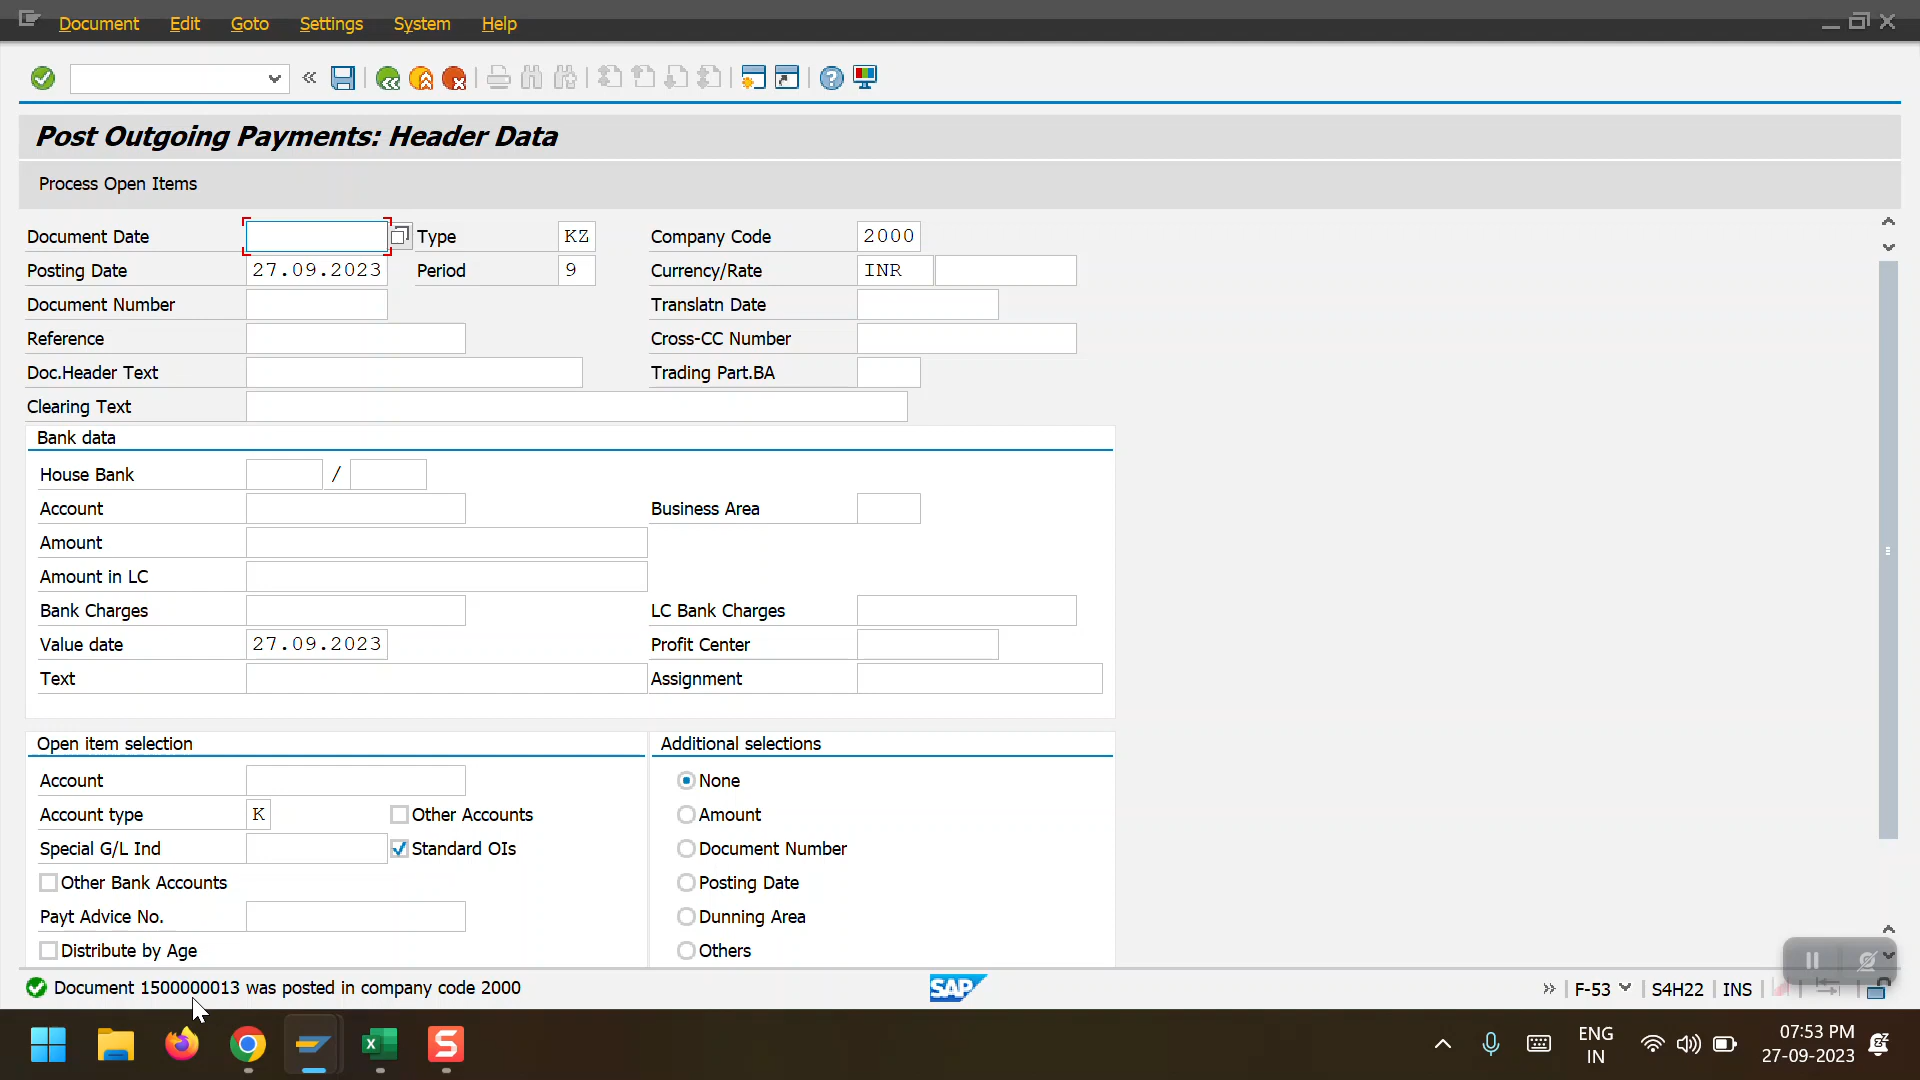 Document Edit Goto Settings System Help
Post Outgoing Payments: Header Data
Process Open Items
Document Date Type KZ Company Code 2000
Posting Date 27.09.2023 Period 9 Currency/Rate INR
Document Number Translatn Date
Reference Cross-CC Number
Doc.Header Text Trading Part.BA
Clearing Text
Bank data
House Bank /
Account Business Area
Amount
Amount in LC
Bank Charges LC Bank Charges
Value date 27.09.2023 Profit Center
Text Assignment
Open item selection
Account
Account type K Other Accounts
Special G/L Ind Standard OIs
Other Bank Accounts
Payt Advice No.
Distribute by Age
Additional selections
None
Amount
Document Number
Posting Date
Dunning Area
Others
Document 1500000013 was posted in company code 2000
SAP
F-53 S4H22 INS
ENG
IN
07:53 PM
27-09-2023